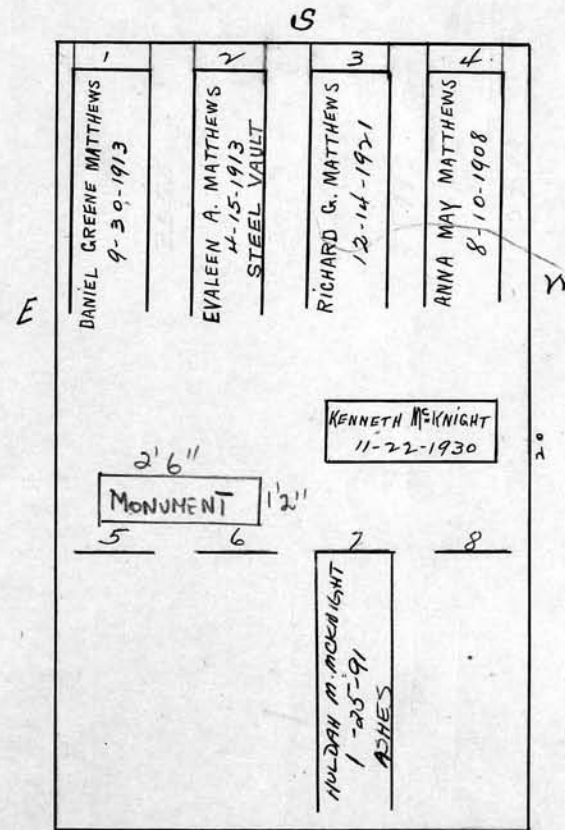 S
1 2 3 4
DANIEL GREENE MATTHEWS
9-30-1913
EVALEEN A. MATTHEWS
4-15-1913
STEEL VAULT
RICHARD G. MATTHEWS
12-14-1921
ANNA MAY MATTHEWS
8-10-1908
E
KENNETH McKNIGHT
11-22-1930
20
2'6"
MONUMENT 1'2"
5 6 7 8
HULDAH M. MCKNIGHT
1-25-91
ASHES